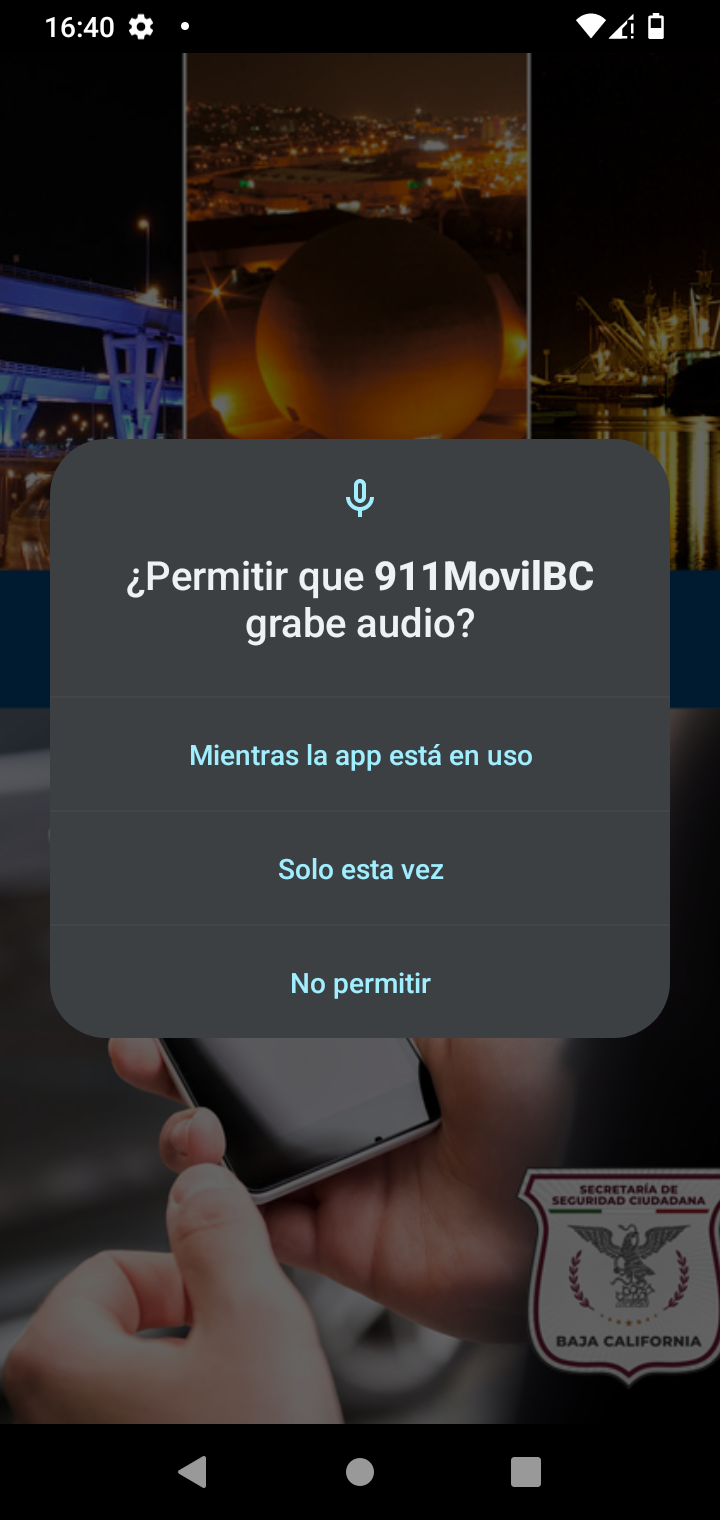 16:40
¿Permitir que 911MovilBC
grabe audio?
Mientras la app está en uso
Solo esta vez
No permitir
SECRETARÍA DE
SEGURIDAD CIUDADANA
BAJA CALIFORNIA